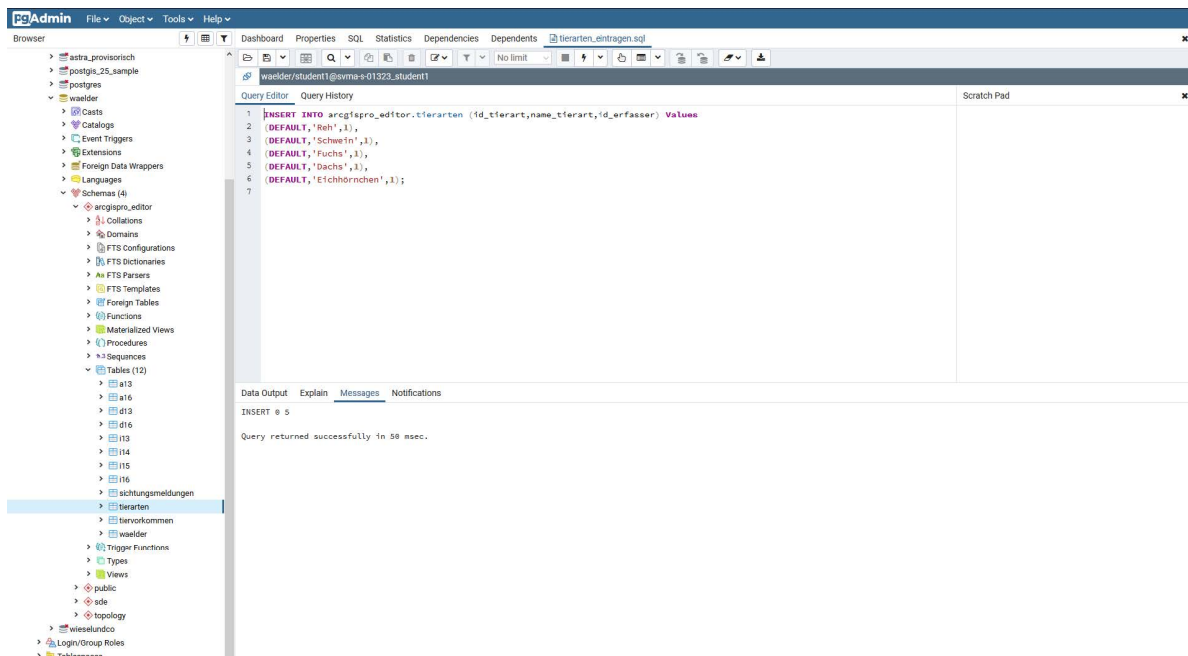 pgAdmin File Object Tools Help
Browser
Dashboard Properties SQL Statistics Dependencies Dependents tierarten_eintragen.sql
No limit
waelder/student1@svma-s-01323_student1
Query Editor Query History
Scratch Pad
1 INSERT INTO arcgispro_editor.tierarten (id_tierart,name_tierart,id_erfasser) Values
2 (DEFAULT,'Reh',1),
3 (DEFAULT,'Schwein',1),
4 (DEFAULT,'Fuchs',1),
5 (DEFAULT,'Dachs',1),
6 (DEFAULT,'Eichhörnchen',1);
7
Data Output Explain Messages Notifications
INSERT 0 5
Query returned successfully in 50 msec.
astra_provisorisch
postgis_25_sample
postgres
waelder
Casts
Catalogs
Event Triggers
Extensions
Foreign Data Wrappers
Languages
Schemas (4)
arcgispro_editor
Collations
Domains
FTS Configurations
FTS Dictionaries
Aa FTS Parsers
FTS Templates
Foreign Tables
Functions
Materialized Views
Procedures
1..3 Sequences
Tables (12)
a13
a16
d13
d16
i13
i14
i15
i16
sichtungsmeldungen
tierarten
tiervorkommen
waelder
Trigger Functions
Types
Views
public
sde
topology
wieselundco
Login/Group Roles